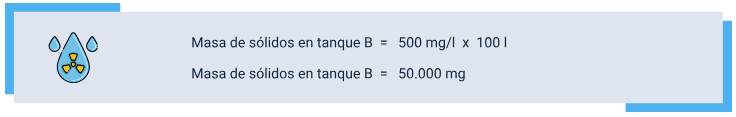 Masa de sólidos en tanque B = 500 mg/l x 100 l
Masa de sólidos en tanque B = 50.000 mg